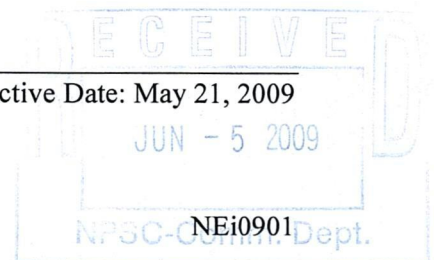 RECEIVED
ctive Date: May 21, 2009
JUN - 5 2009
NEi0901
NPSC-Comm. Dept.